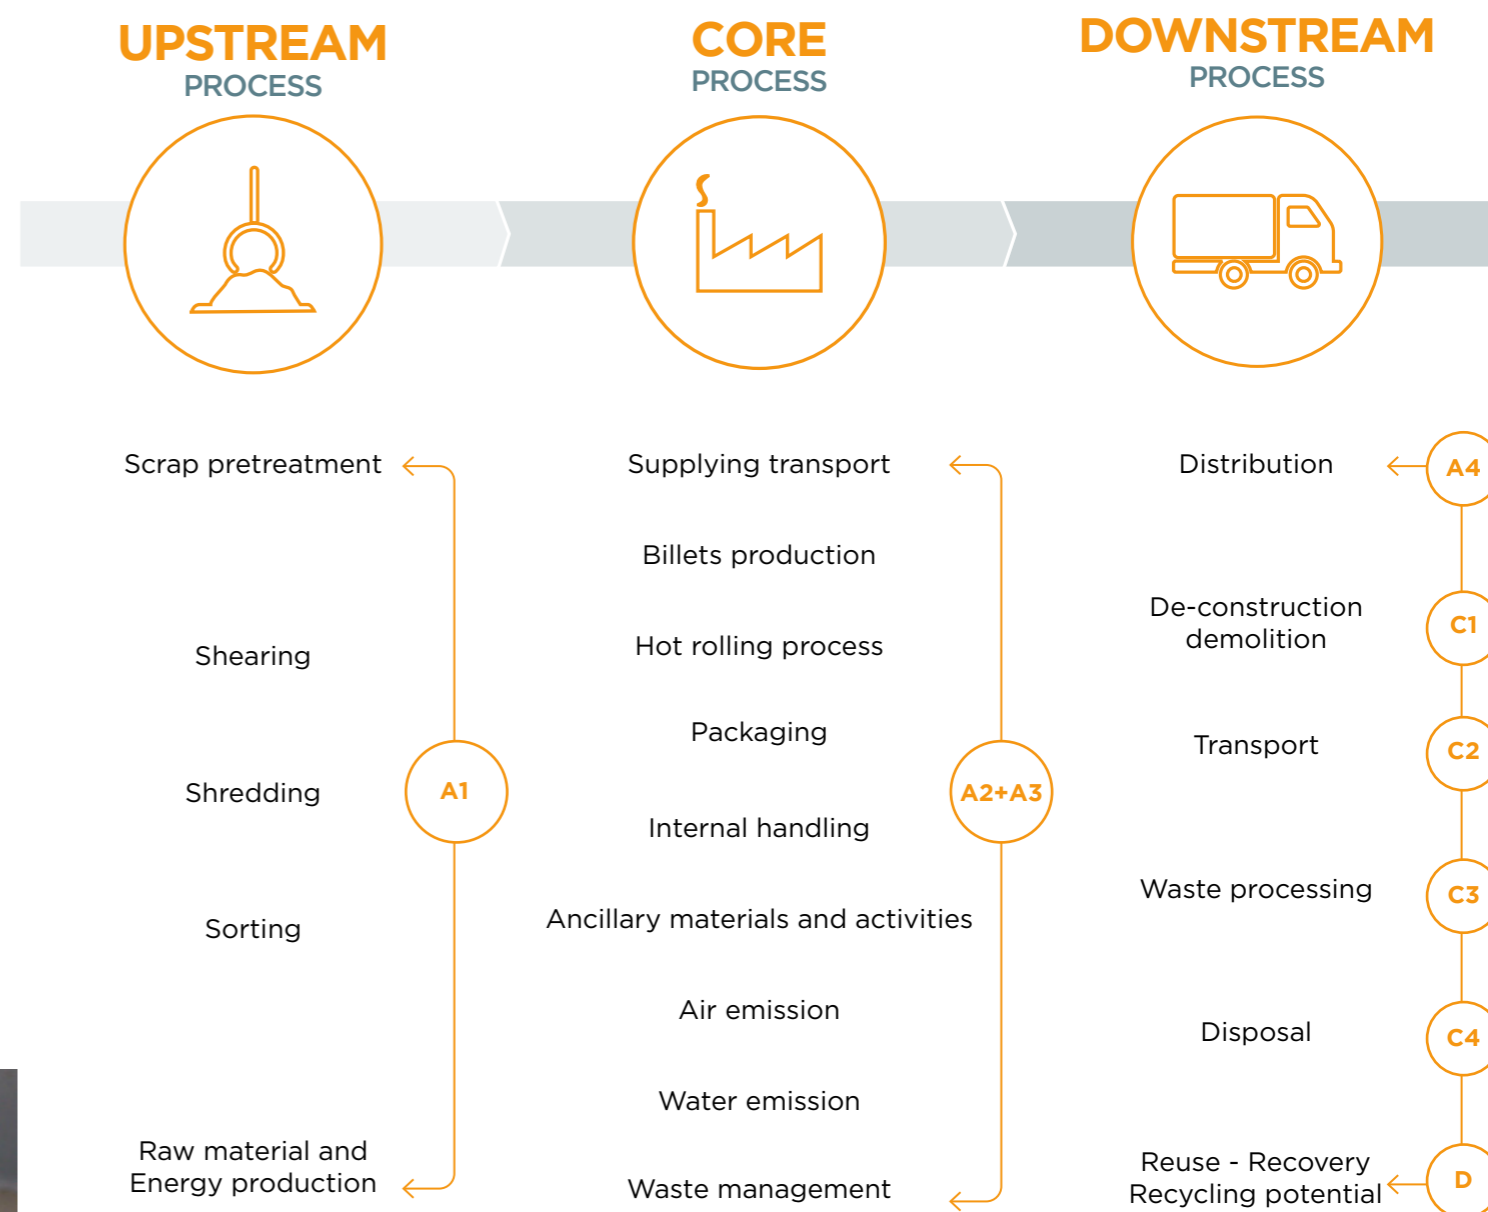 UPSTREAM
PROCESS
Scrap pretreatment
Shearing
Shredding
A1
Sorting
Raw material and
Energy production
CORE
PROCESS
Supplying transport
Billets production
Hot rolling process
Packaging
A2+A3
Internal handling
Ancillary materials and activities
Air emission
Water emission
Waste management
DOWNSTREAM
PROCESS
Distribution
A4
De-construction
demolition
C1
Transport
C2
Waste processing
C3
Disposal
C4
Reuse - Recovery
Recycling potential
D